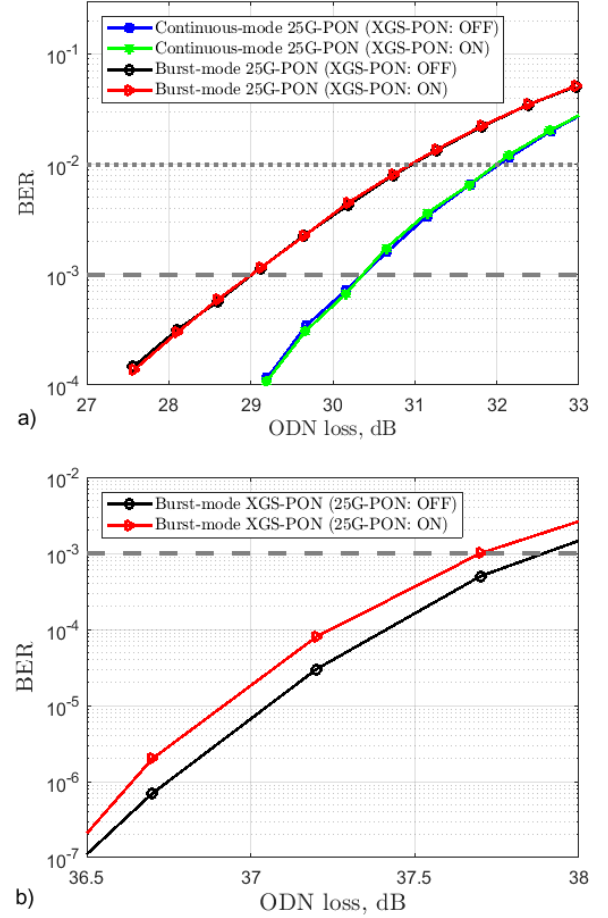 Continuous-mode 25G-PON (XGS-PON: OFF)
Continuous-mode 25G-PON (XGS-PON: ON)
Burst-mode 25G-PON (XGS-PON: OFF)
Burst-mode 25G-PON (XGS-PON: ON)
10^-1
10^-2
10^-3
10^-4
BER
27 28 29 30 31 32 33
ODN loss, dB
a)
Burst-mode XGS-PON (25G-PON: OFF)
Burst-mode XGS-PON (25G-PON: ON)
10^-2
10^-3
10^-4
10^-5
10^-6
10^-7
BER
36.5 37 37.5 38
ODN loss, dB
b)